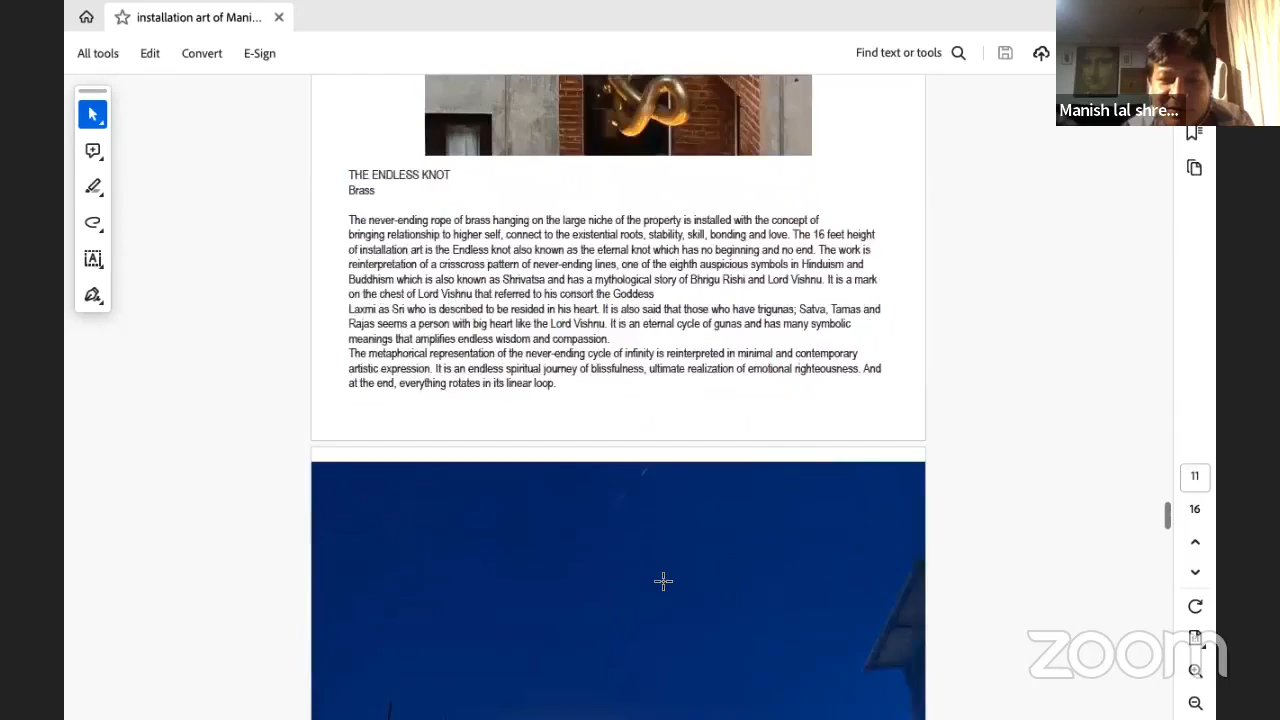 installation art of Mani...
All tools
Edit
Convert
E-Sign
Find text or tools
Manish lal shre...
THE ENDLESS KNOT
Brass
The never-ending rope of brass hanging on the large niche of the property is installed with the concept of
bringing relationship to higher self, connect to the existential roots, stability, skill, bonding and love. The 16 feet height
of installation art is the Endless knot also known as the eternal knot which has no beginning and no end. The work is
reinterpretation of a crisscross pattern of never-ending lines, one of the eighth auspicious symbols in Hinduism and
Buddhism which is also known as Shrivatsa and has a mythological story of Bhrigu Rishi and Lord Vishnu. It is a mark
on the chest of Lord Vishnu that referred to his consort the Goddess
Laxmi as Sri who is described to be resided in his heart. It is also said that those who have trigunas; Satva, Tamas and
Rajas seems a person with big heart like the Lord Vishnu. It is an eternal cycle of gunas and has many symbolic
meanings that amplifies endless wisdom and compassion.
The metaphorical representation of the never-ending cycle of infinity is reinterpreted in minimal and contemporary
artistic expression. It is an endless spiritual journey of blissfulness, ultimate realization of emotional righteousness. And
at the end, everything rotates in its linear loop.
11
16
zoom